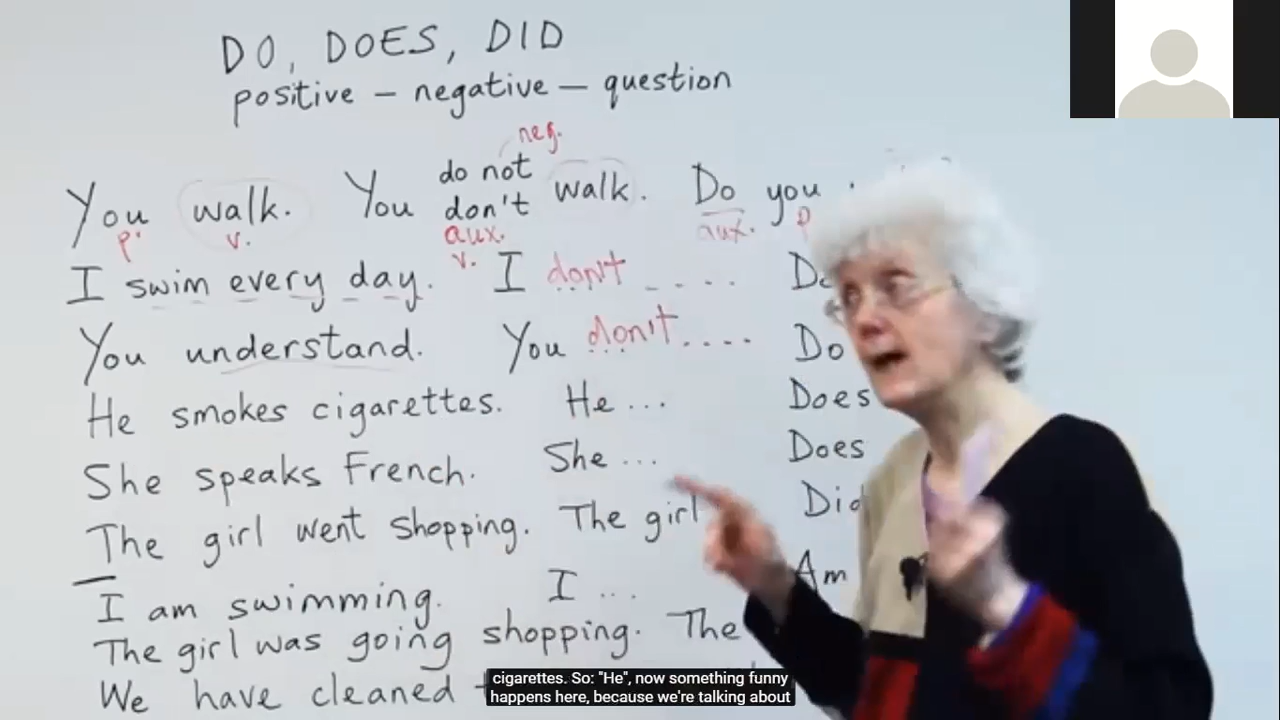 DO, DOES, DID
positive – negative – question
neg.
You walk. You do not walk. Do you
don't
p. v. aux. v. aux. p
I swim every day. I don't .... Do
You understand. You don't .... Do
He smokes cigarettes. He ... Does
She speaks French. She ... Does
The girl went shopping. The girl Did
I am swimming. I ... Am
The girl was going shopping. The
We have cleaned
cigarettes. So: "He", now something funny
happens here, because we're talking about